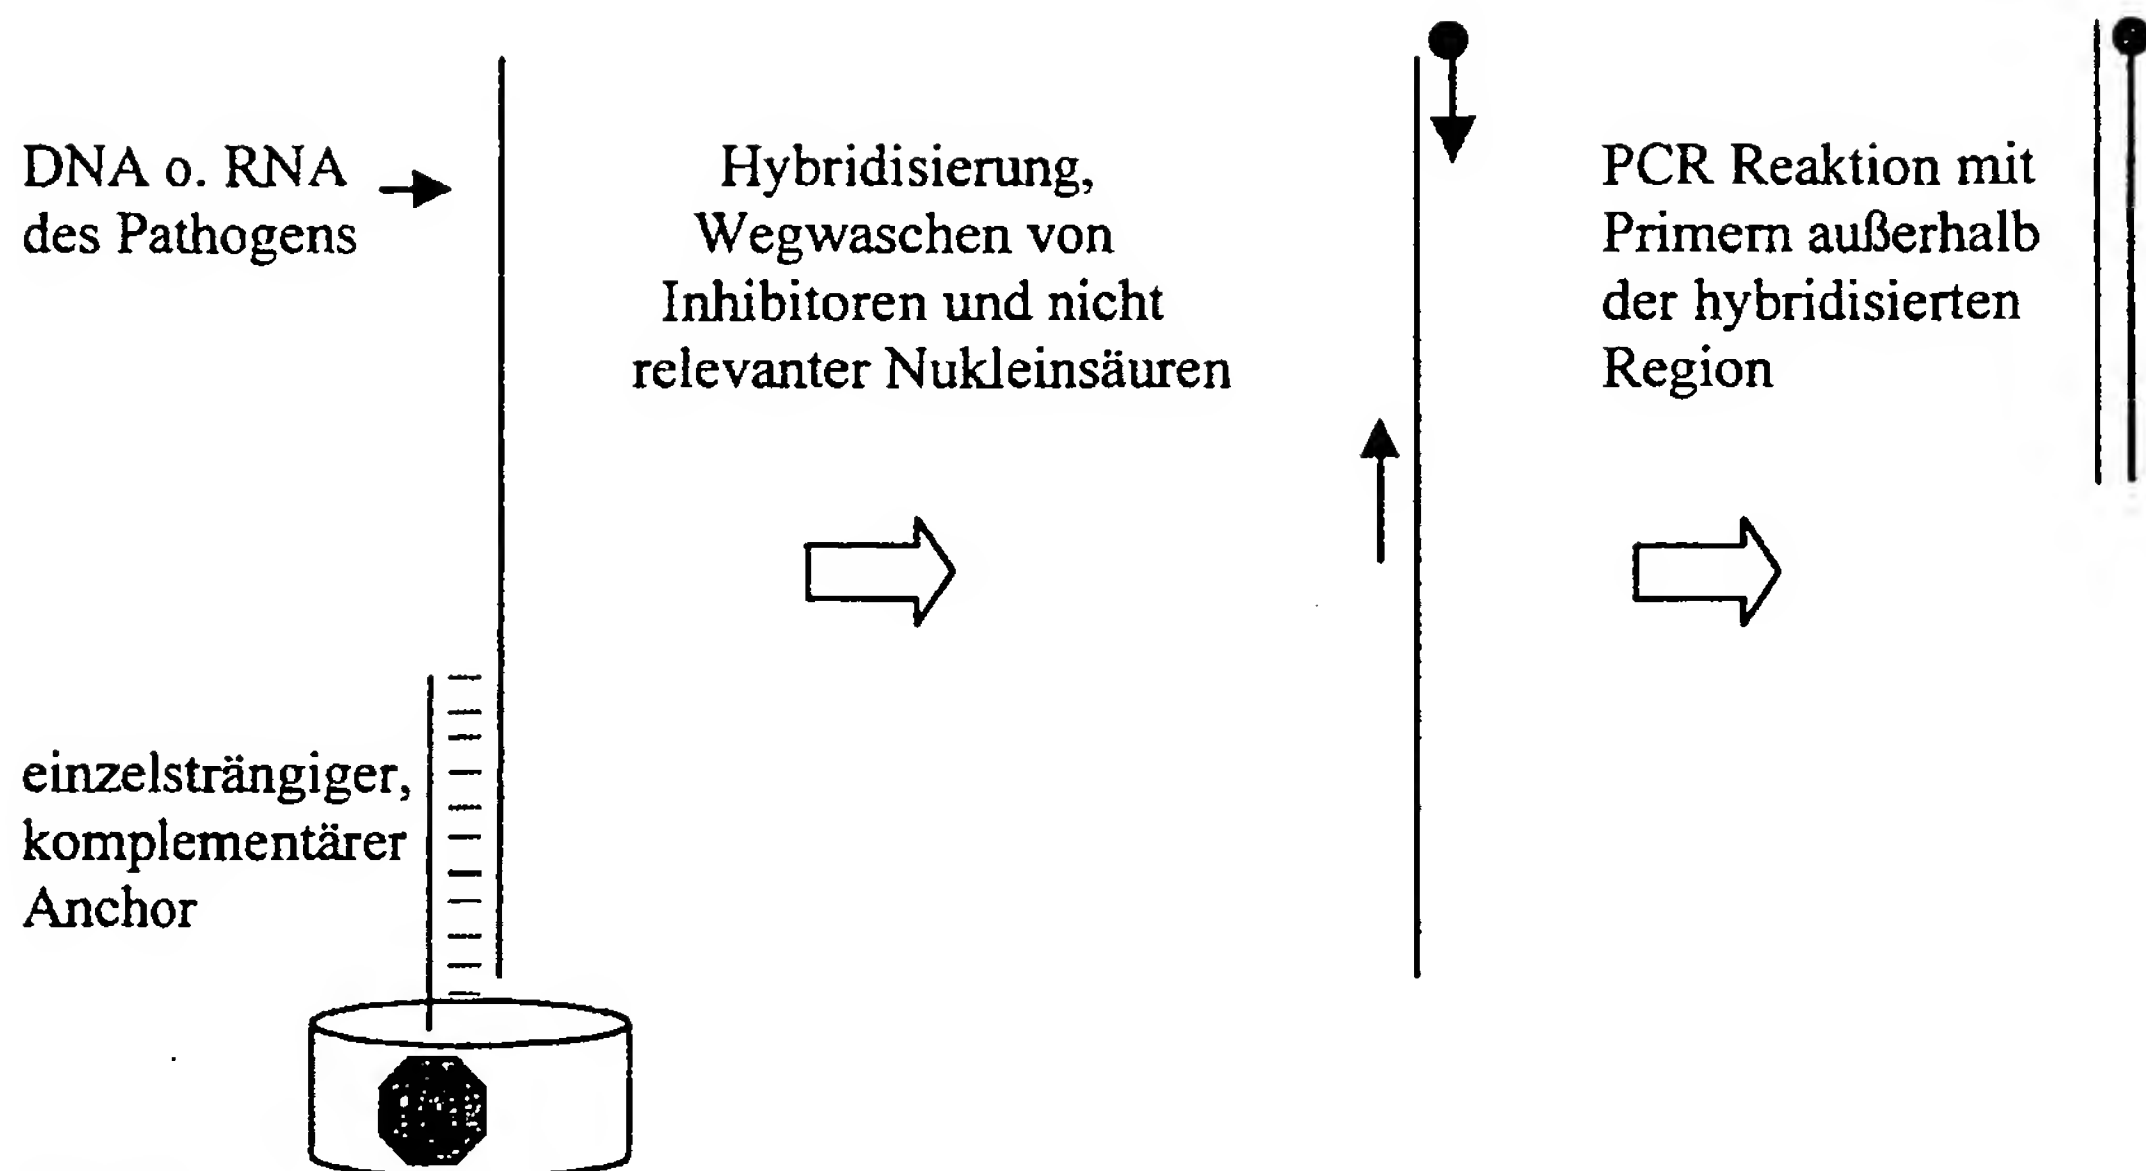 DNA o. RNA
des Pathogens
Hybridisierung,
Wegwaschen von
Inhibitoren und nicht
relevanter Nukleinsäuren
PCR Reaktion mit
Primern außerhalb
der hybridisierten
Region
einzelsträngiger,
komplementärer
Anchor